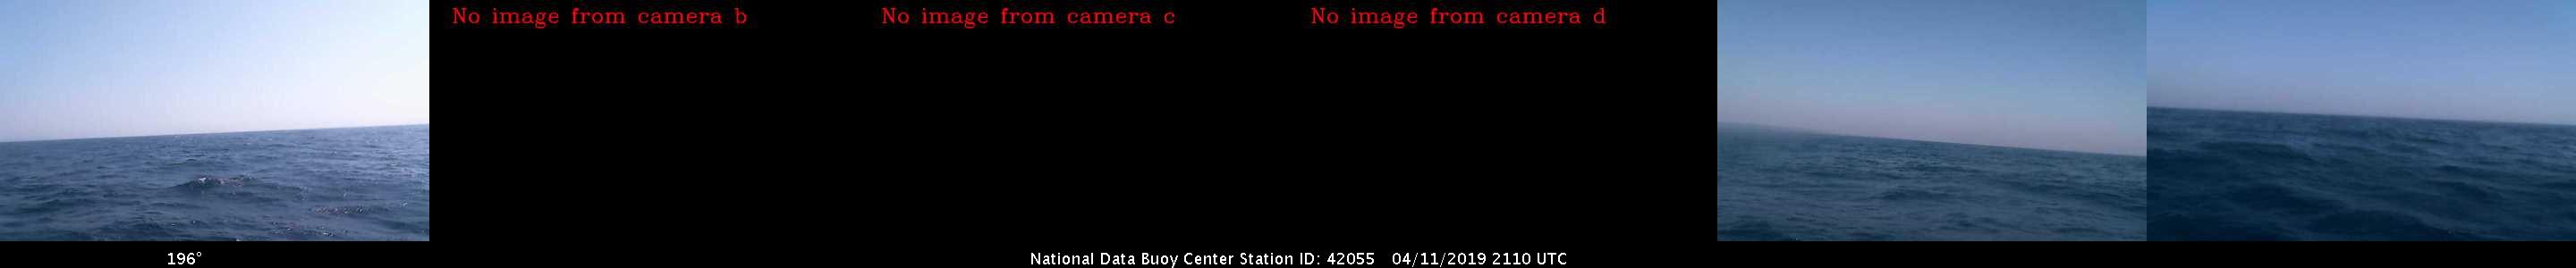 No image from camera b
No image from camera c
No image from camera d
196°
National Data Buoy Center Station ID: 42055 04/11/2019 2110 UTC